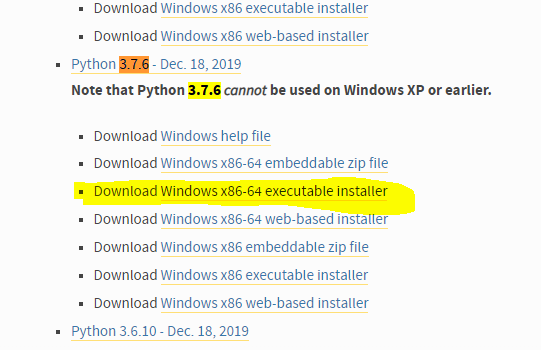 Download Windows x86 executable installer
Download Windows x86 web-based installer
Python 3.7.6 - Dec. 18, 2019
Note that Python 3.7.6 cannot be used on Windows XP or earlier.
Download Windows help file
Download Windows x86-64 embeddable zip file
Download Windows x86-64 executable installer
Download Windows x86-64 web-based installer
Download Windows x86 embeddable zip file
Download Windows x86 executable installer
Download Windows x86 web-based installer
Python 3.6.10 - Dec. 18, 2019